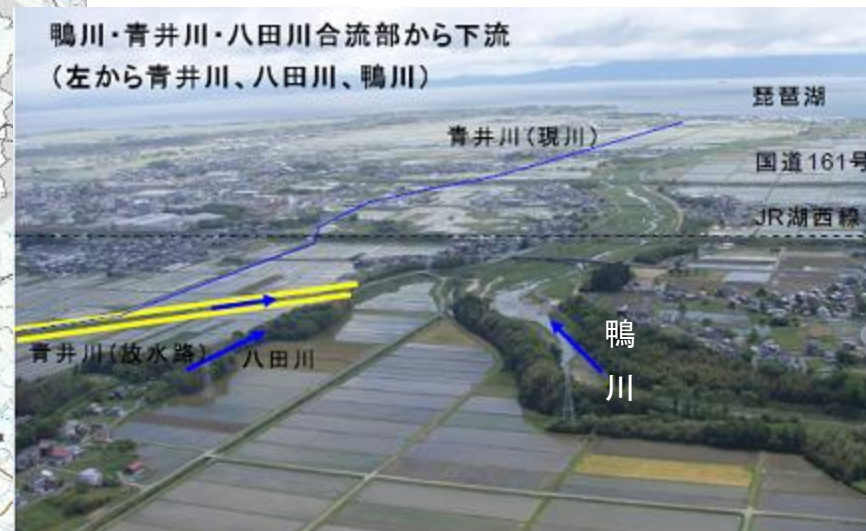 鴨川・青井川・八田川合流部から下流
(左から青井川、八田川、鴨川)
琵琶湖
青井川(現川)
国道161号
JR湖西線
青井川(放水路)
八田川
鴨川